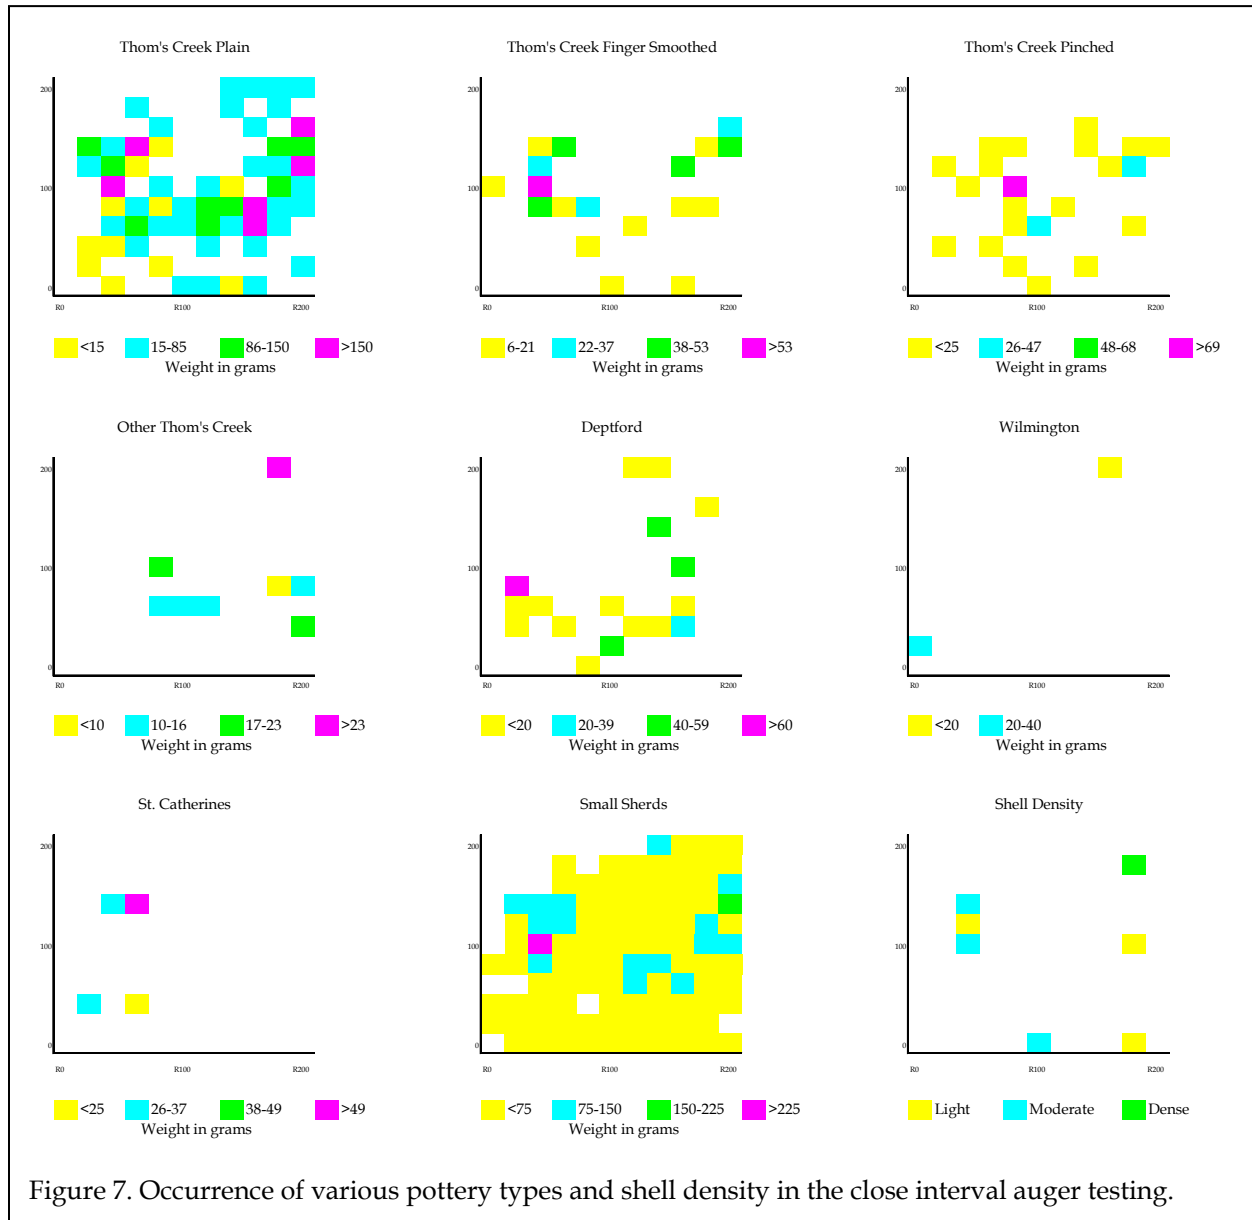 Thom's Creek Plain
200
100
0
R0 R100 R200
<15 15-85 86-150 >150
Weight in grams
Thom's Creek Finger Smoothed
200
100
0
R0 R100 R200
6-21 22-37 38-53 >53
Weight in grams
Thom's Creek Pinched
200
100
0
R0 R100 R200
<25 26-47 48-68 >69
Weight in grams
Other Thom's Creek
200
100
0
R0 R100 R200
<10 10-16 17-23 >23
Weight in grams
Deptford
200
100
0
R0 R100 R200
<20 20-39 40-59 >60
Weight in grams
Wilmington
200
100
0
R0 R100 R200
<20 20-40
Weight in grams
St. Catherines
200
100
0
R0 R100 R200
<25 26-37 38-49 >49
Weight in grams
Small Sherds
200
100
0
R0 R100 R200
<75 75-150 150-225 >225
Weight in grams
Shell Density
200
100
0
R0 R100 R200
Light Moderate Dense
Figure 7. Occurrence of various pottery types and shell density in the close interval auger testing.